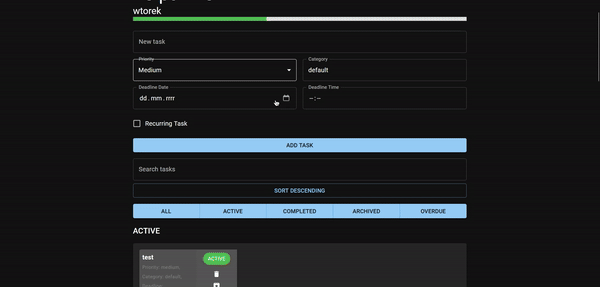 wtorek
New task
Priority
Medium
Category
default
Deadline Date
dd.mm.rrrr
Deadline Time
--:--
Recurring Task
ADD TASK
Search tasks
SORT DESCENDING
ALL
ACTIVE
COMPLETED
ARCHIVED
OVERDUE
ACTIVE
test
ACTIVE
Priority: medium,
Category: default,